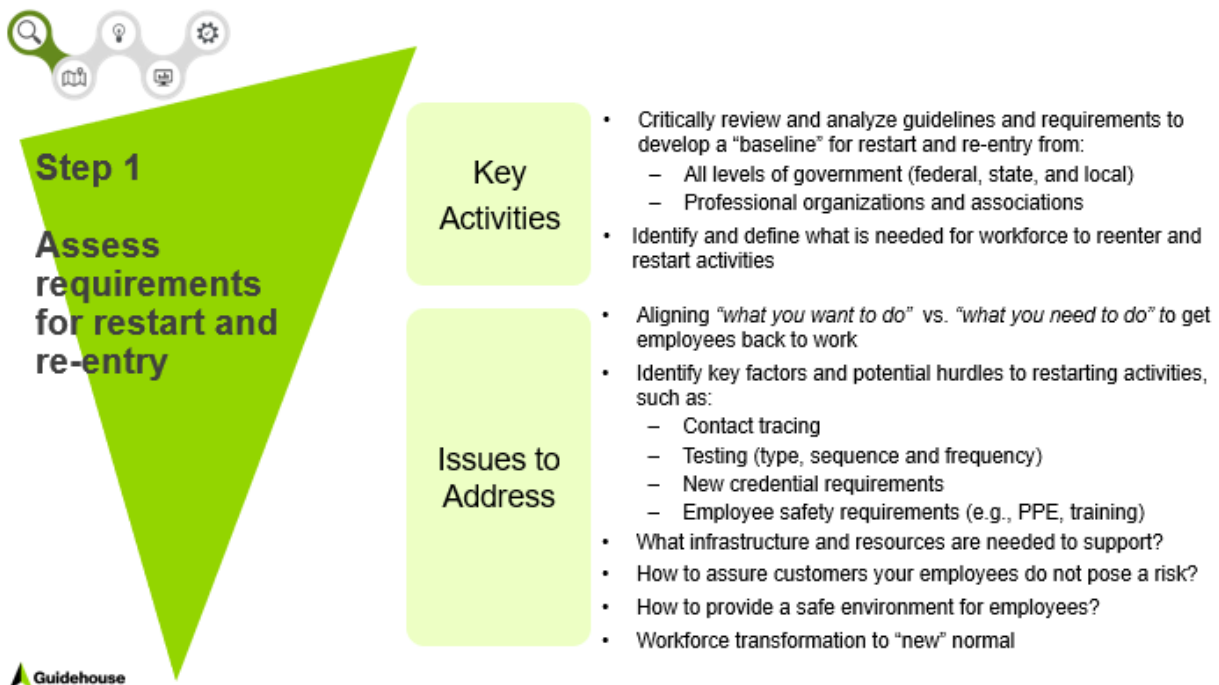 Step 1
Assess
requirements
for restart and
re-entry
Key
Activities
• Critically review and analyze guidelines and requirements to
develop a “baseline” for restart and re-entry from:
– All levels of government (federal, state, and local)
– Professional organizations and associations
• Identify and define what is needed for workforce to reenter and
restart activities
Issues to
Address
• Aligning “what you want to do” vs. “what you need to do” to get
employees back to work
• Identify key factors and potential hurdles to restarting activities,
such as:
– Contact tracing
– Testing (type, sequence and frequency)
– New credential requirements
– Employee safety requirements (e.g., PPE, training)
• What infrastructure and resources are needed to support?
• How to assure customers your employees do not pose a risk?
• How to provide a safe environment for employees?
• Workforce transformation to “new” normal
Guidehouse